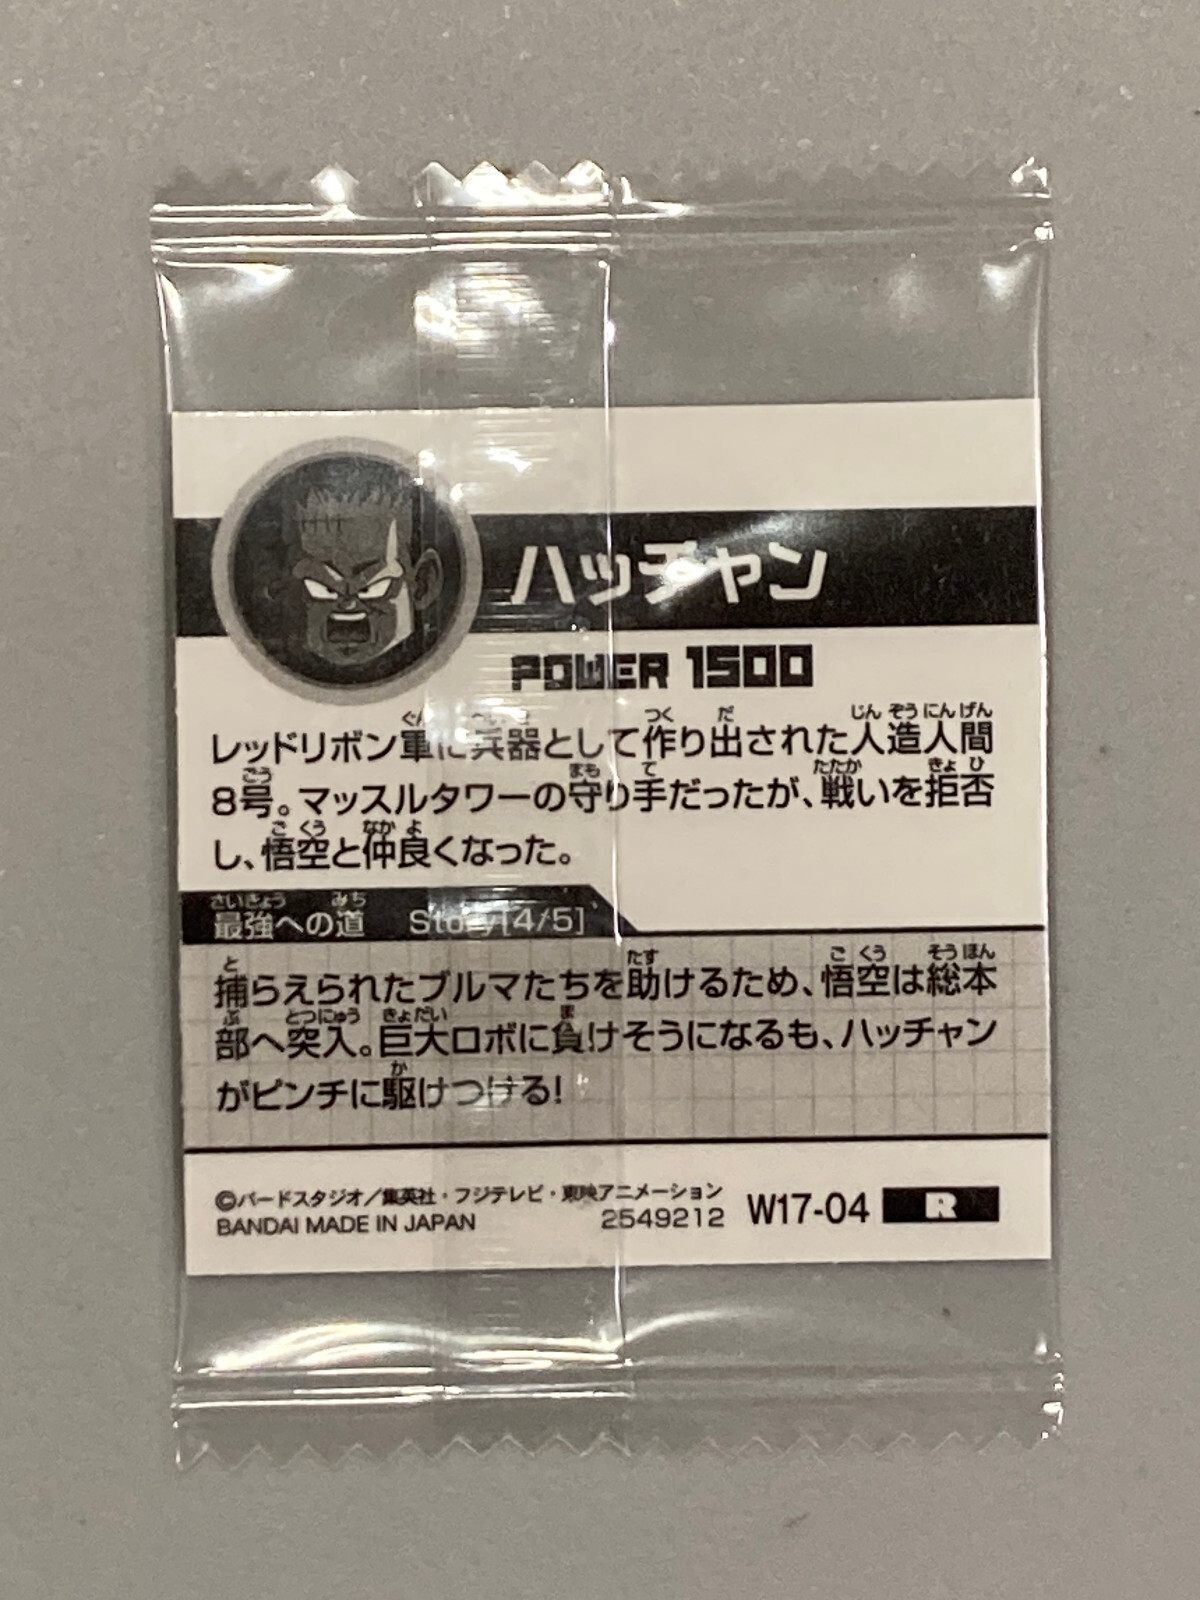 ハッチャン
POWER 1500
レッドリボン軍に兵器として作り出された人造人間
8号。マッスルタワーの守り手だったが、戦いを拒否
し、悟空と仲良くなった。
最強への道 Story[4/5]
捕らえられたブルマたちを助けるため、悟空は総本
部へ突入。巨大ロボに負けそうになるも、ハッチャン
がピンチに駆けつける!
©バードスタジオ/集英社・フジテレビ・東映アニメーション
BANDAI MADE IN JAPAN 2549212 W17-04 R